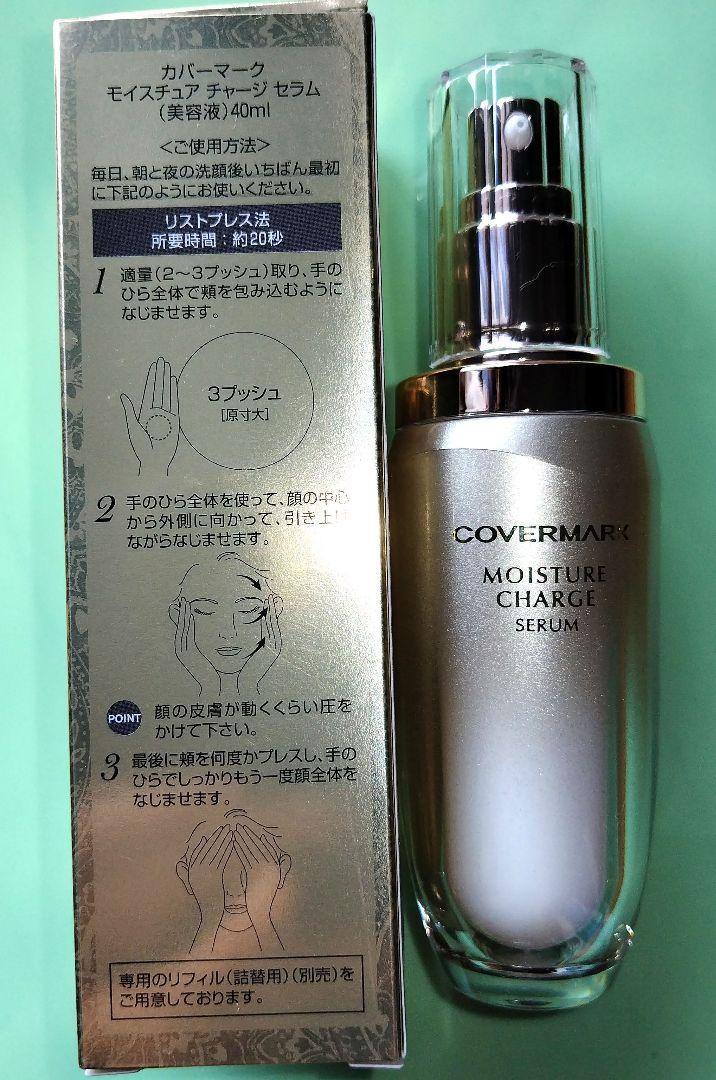 カバーマーク
モイスチュア チャージ セラム
(美容液)40ml
＜ご使用方法＞
毎日、朝と夜の洗顔後いちばん最初
に下記のようにお使いください。
リストプレス法
所要時間：約20秒
1 適量(2〜3プッシュ)取り、手の
ひら全体で頬を包み込むように
なじませます。
3プッシュ
[原寸大]
2 手のひら全体を使って、顔の中心
から外側に向かって、引き上げ
ながらなじませます。
POINT 顔の皮膚が動くくらい圧を
かけて下さい。
3 最後に頬を何度かプレスし、手の
ひらでしっかりもう一度顔全体を
なじませます。
専用のリフィル(詰替用)(別売)を
ご用意しております。
COVERMARK
MOISTURE
CHARGE
SERUM